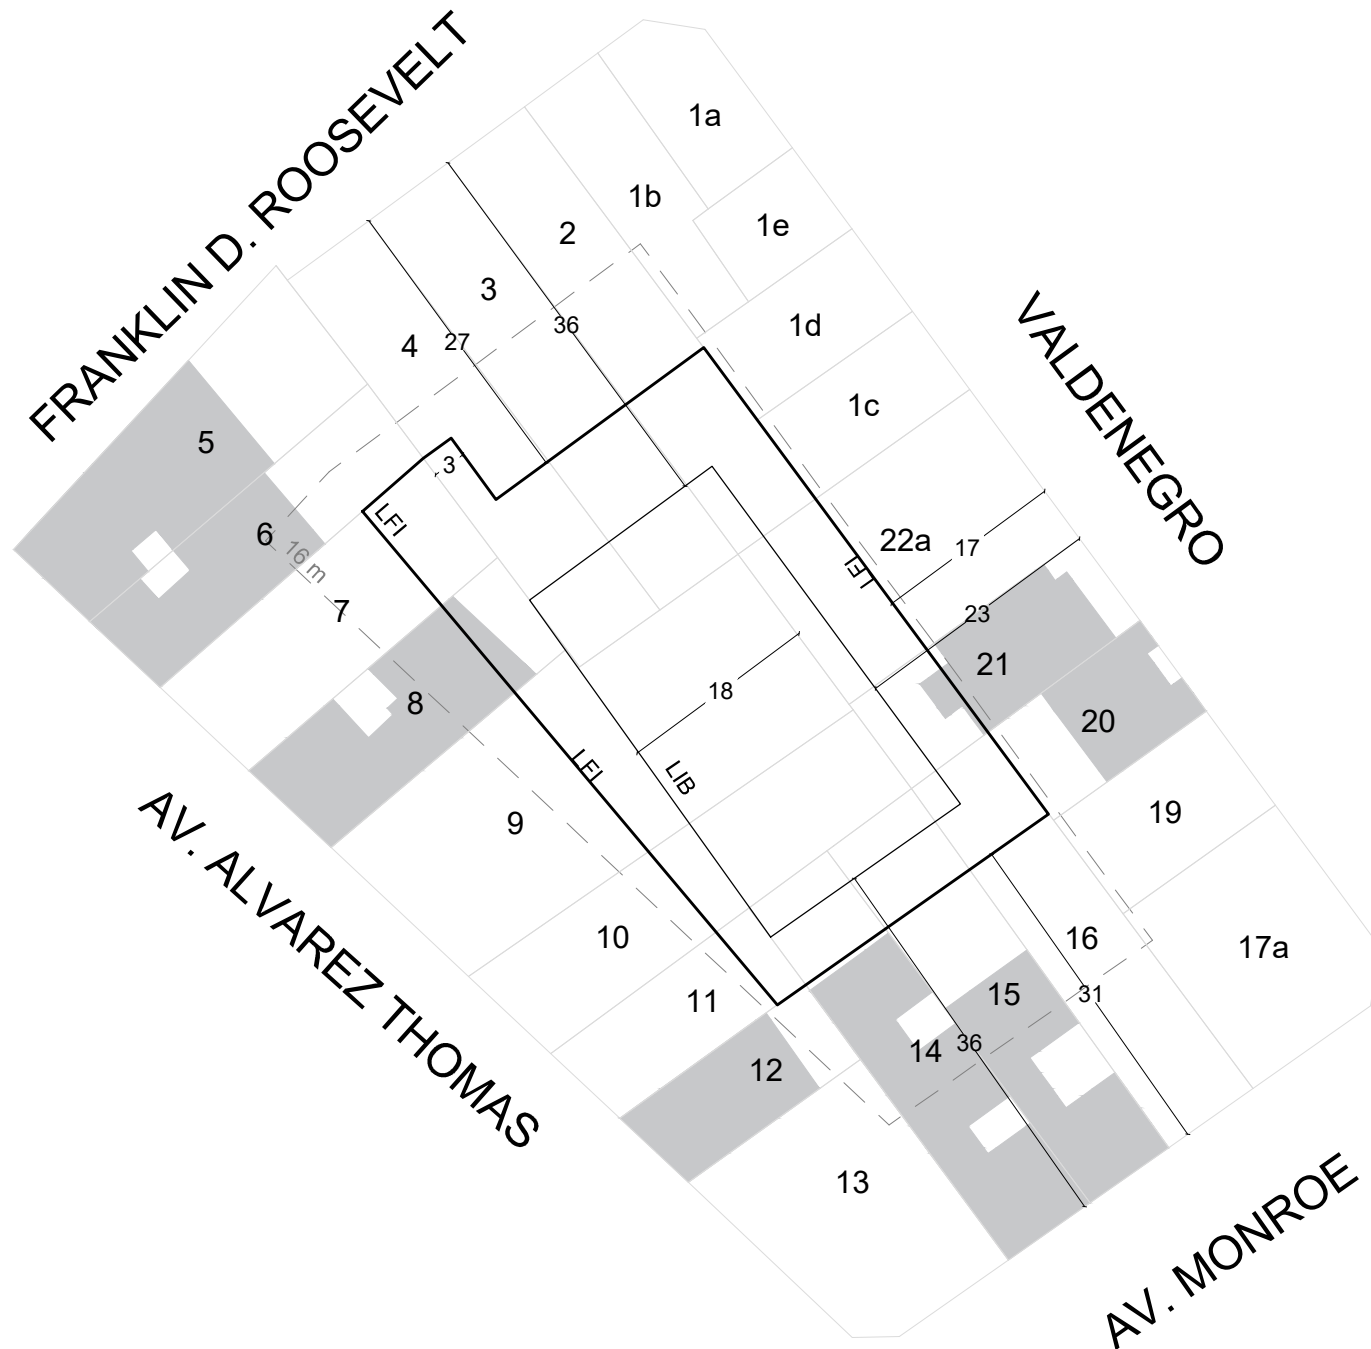 FRANKLIN D. ROOSEVELT
1a
1b
1e
2
3
1d
4
27
36
1c
5
3
LFI
6
16 m
22a
17
LFI
7
23
21
8
18
20
LFI
LIB
9
19
VALDENEGRO
10
16
17a
11
15
31
14
36
12
13
AV. ALVAREZ THOMAS
AV. MONROE